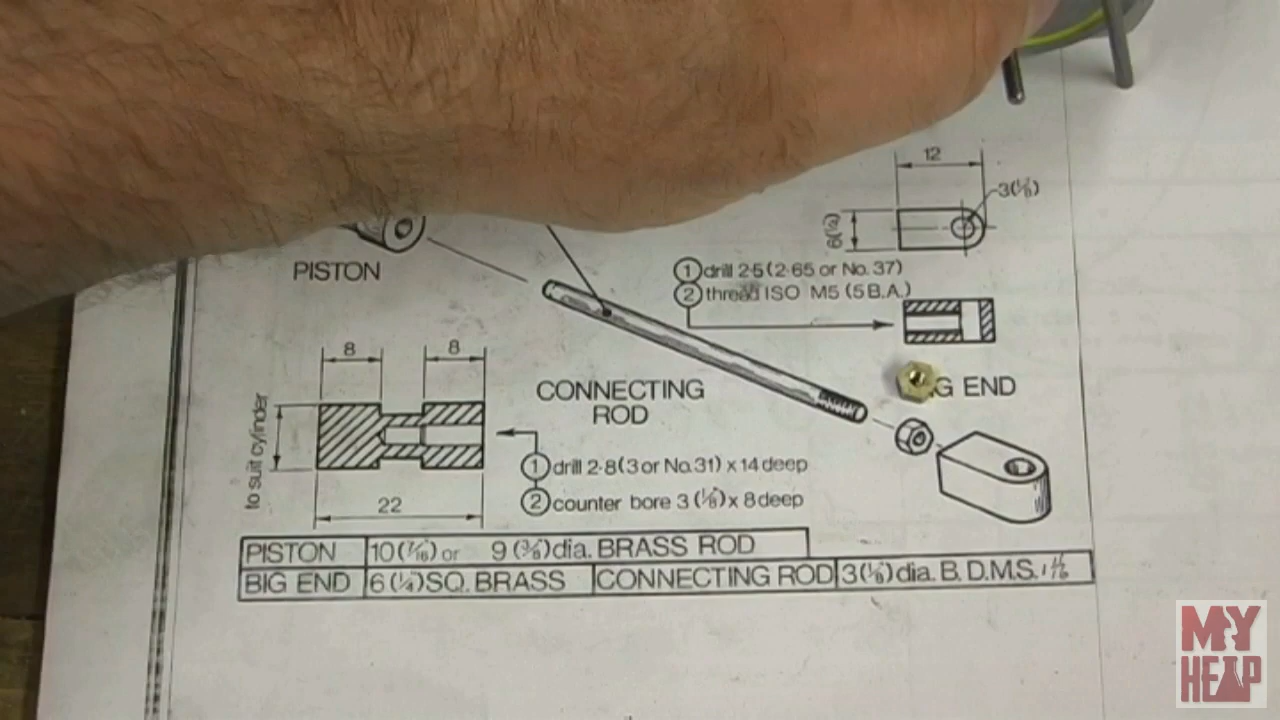 12
3(⅛)
6(¼)
① drill 2·5 (2·65 or No. 37)
② thread ISO M5 (5 B.A.)
PISTON
8 8
CONNECTING
ROD
G END
to suit cylinder
① drill 2·8 (3 or No. 31) x 14 deep
② counter bore 3 (⅛) x 8 deep
22
PISTON 10 (7/16) or 9 (⅜) dia. BRASS ROD
BIG END 6 (¼) SQ. BRASS CONNECTING ROD 3 (⅛) dia. B.D.M.S.
MY
HEAP